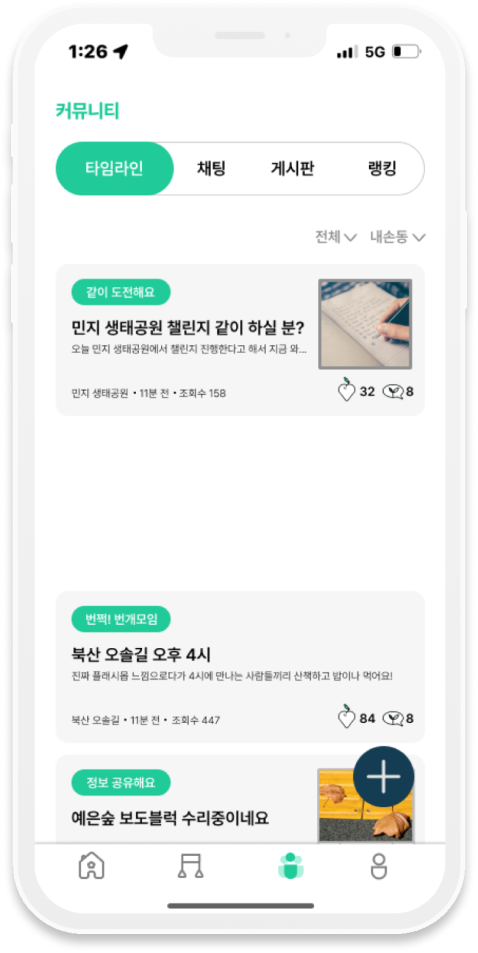 1:26 5G
커뮤니티
타임라인 채팅 게시판 랭킹
전체 내손동
같이 도전해요
민지 생태공원 챌린지 같이 하실 분?
오늘 민지 생태공원에서 챌린지 진행한다고 해서 지금 와...
민지 생태공원 • 11분 전 • 조회수 158 32 8
번쩍! 번개모임
북산 오솔길 오후 4시
진짜 플래시몹 느낌으로다가 4시에 만나는 사람들끼리 산책하고 밥이나 먹어요!
북산 오솔길 • 11분 전 • 조회수 447 84 8
정보 공유해요
예은숲 보도블럭 수리중이네요